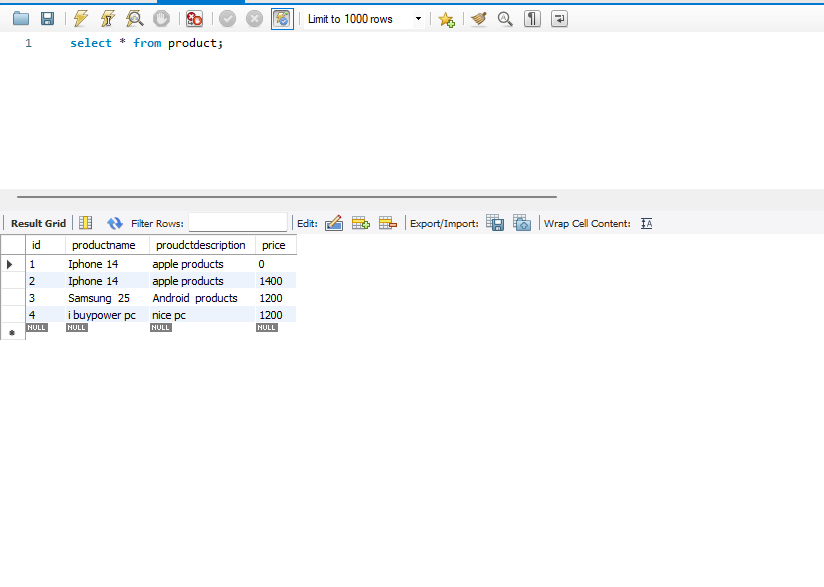 Limit to 1000 rows
1 select * from product;
Result Grid Filter Rows: Edit: Export/Import: Wrap Cell Content:
id productname proudctdescription price
1 Iphone 14 apple products 0
2 Iphone 14 apple products 1400
3 Samsung 25 Android products 1200
4 i buypower pc nice pc 1200
NULL NULL NULL NULL